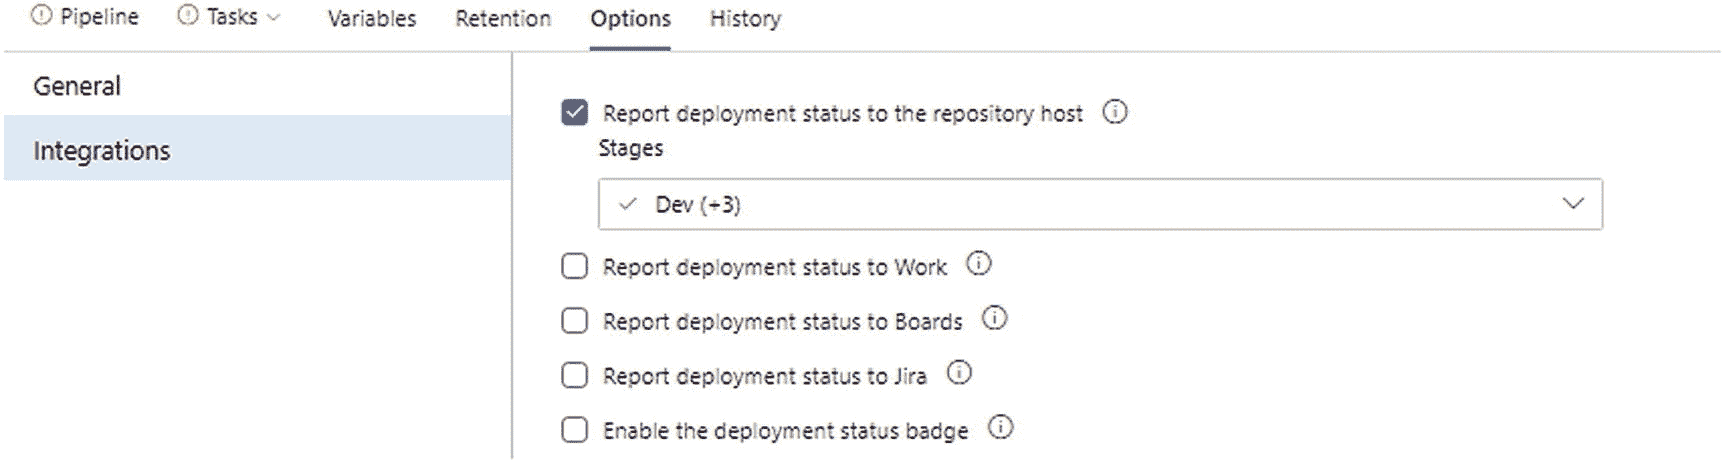 Pipeline Tasks Variables Retention Options History
General
Integrations
Report deployment status to the repository host
Stages
Dev (+3)
Report deployment status to Work
Report deployment status to Boards
Report deployment status to Jira
Enable the deployment status badge